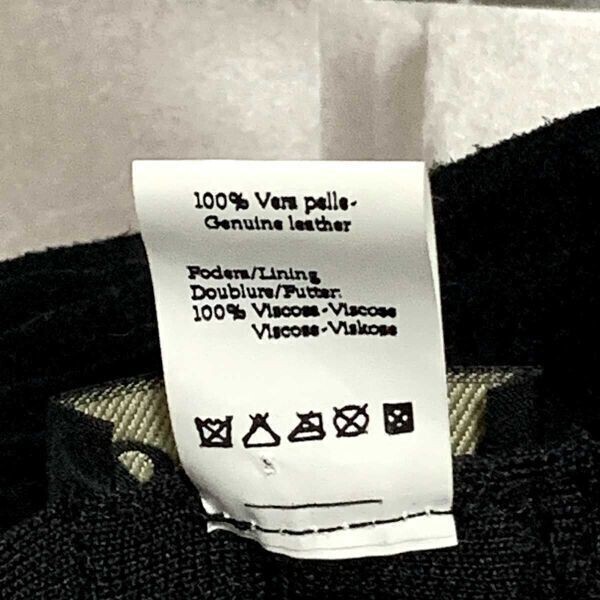 100% Vera pelle-
Genuine leather
Fodera/Lining
Doublure/Futter:
100% Viscosa-Viscose
Viscose-Viskose